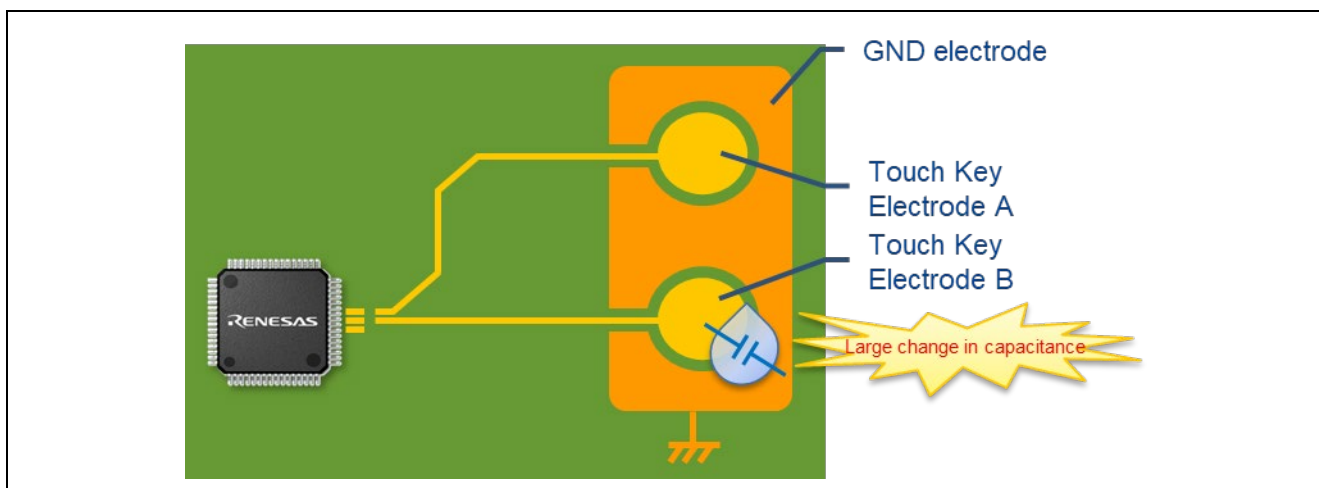 GND electrode
Touch Key
Electrode A
Touch Key
Electrode B
Large change in capacitance
RENESAS